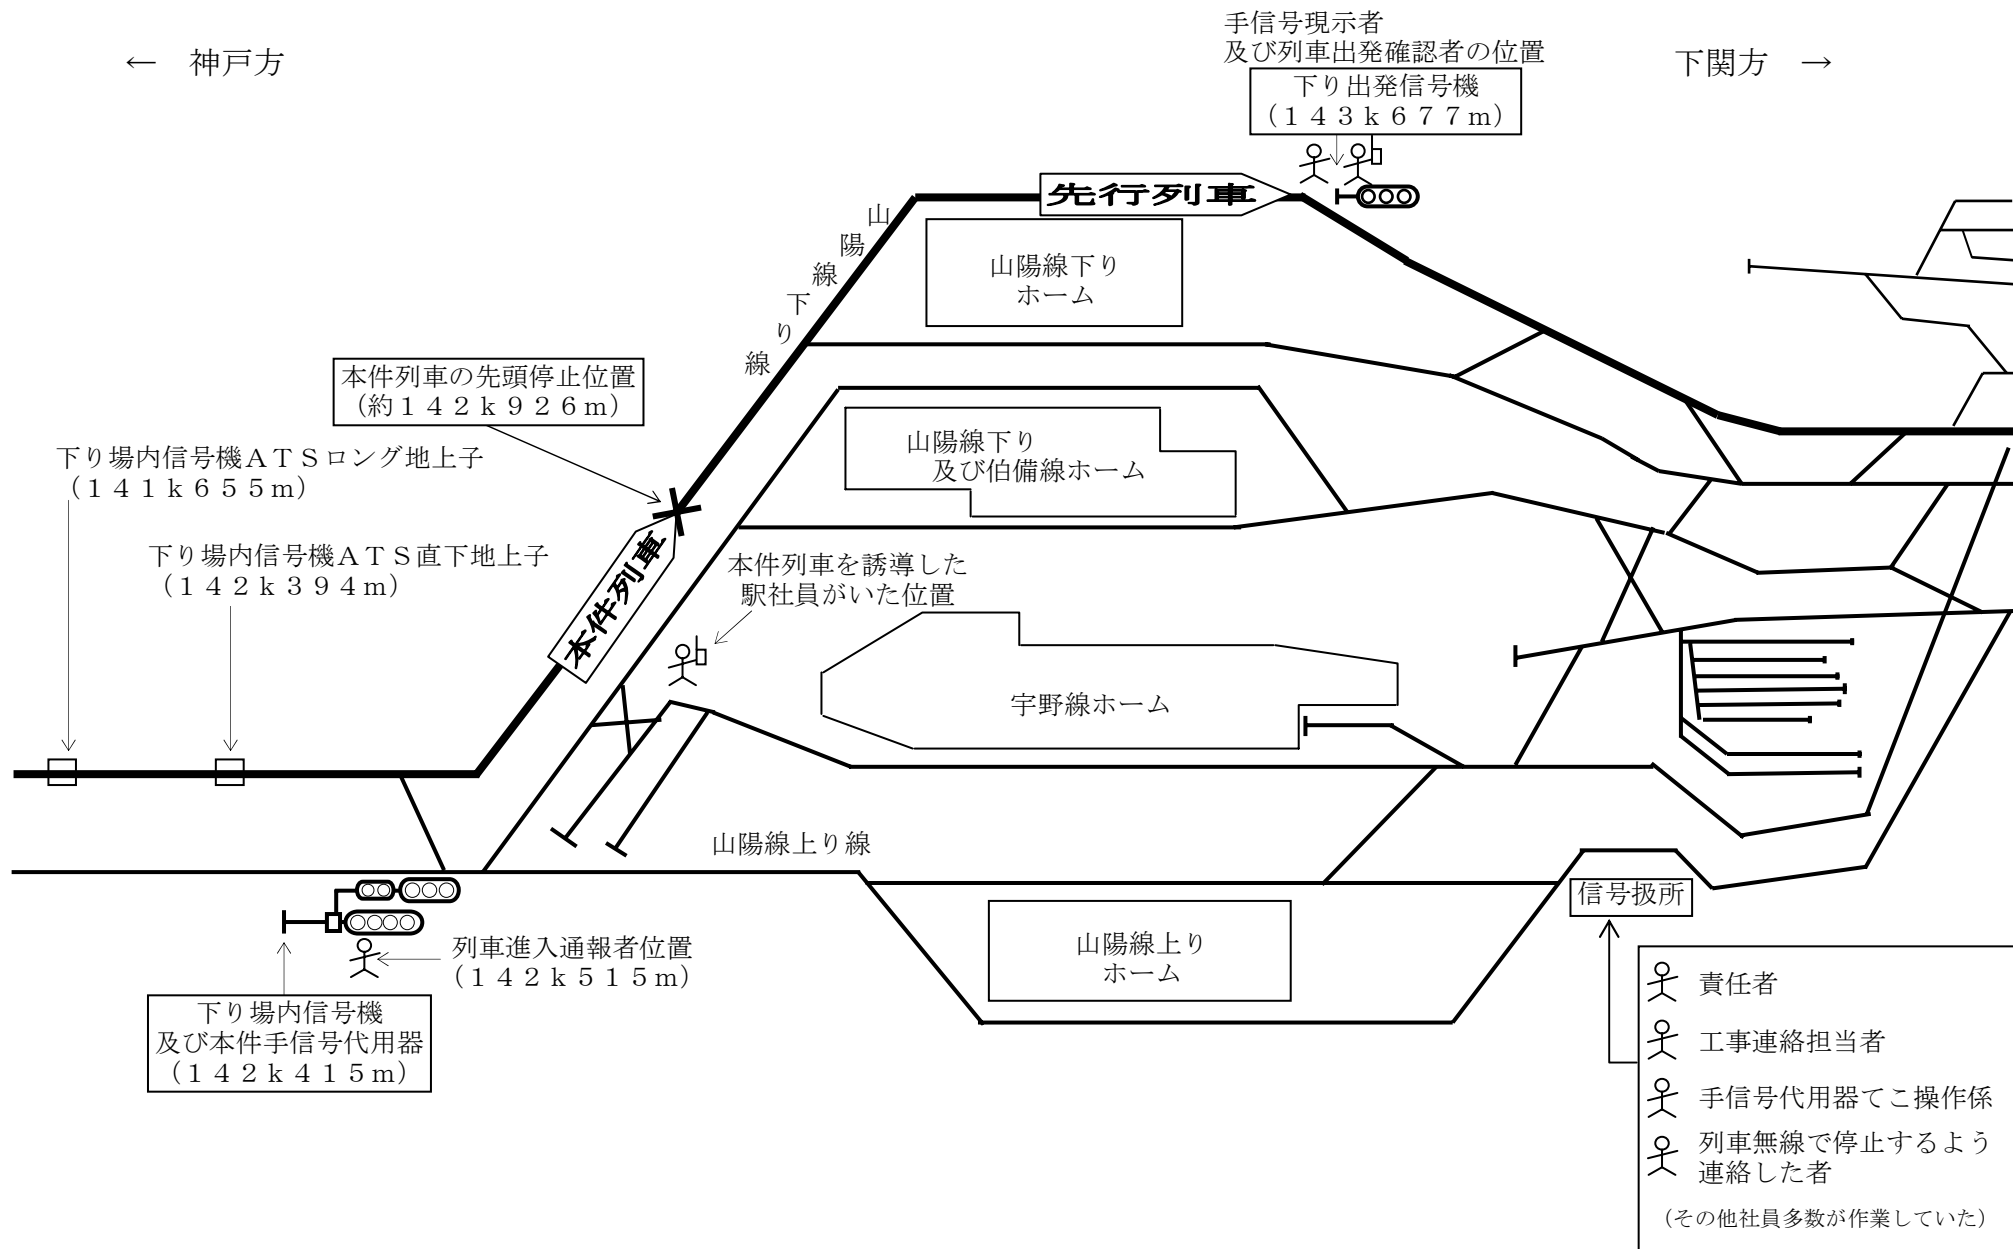 ← 神戸方
手信号現示者
及び列車出発確認者の位置
下関方 →
下り出発信号機
(143k677m)
先行列車
山陽線下り線
山陽線下り
ホーム
本件列車の先頭停止位置
(約142k926m)
山陽線下り
及び伯備線ホーム
下り場内信号機ATSロング地上子
(141k655m)
下り場内信号機ATS直下地上子
(142k394m)
本件列車
本件列車を誘導した
駅社員がいた位置
宇野線ホーム
山陽線上り線
信号扱所
列車進入通報者位置
(142k515m)
山陽線上り
ホーム
下り場内信号機
及び本件手信号代用器
(142k415m)
責任者
工事連絡担当者
手信号代用器てこ操作係
列車無線で停止するよう
連絡した者
(その他社員多数が作業していた)